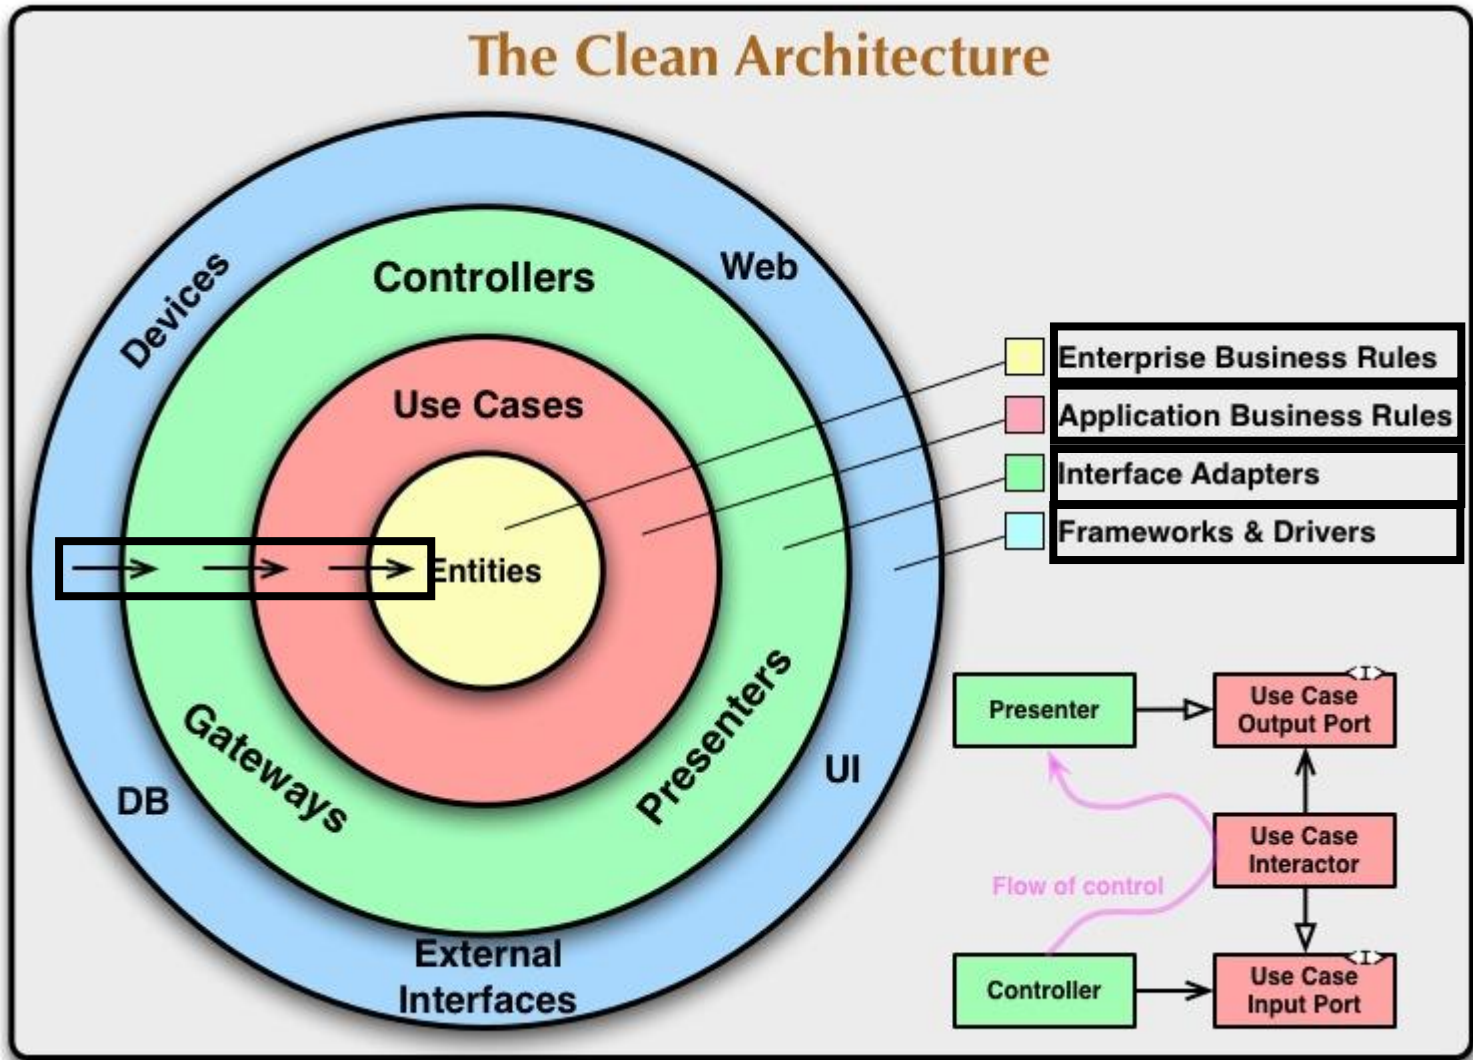 The Clean Architecture
Devices
Web
Controllers
Use Cases
Entities
Gateways
Presenters
DB
UI
External
Interfaces
Enterprise Business Rules
Application Business Rules
Interface Adapters
Frameworks & Drivers
Presenter
<I>
Use Case
Output Port
Flow of control
Use Case
Interactor
Controller
<I>
Use Case
Input Port